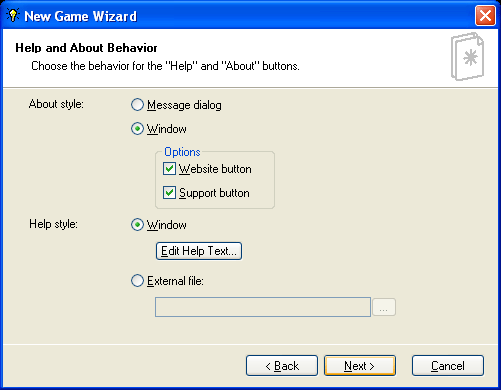 New Game Wizard
Help and About Behavior
Choose the behavior for the "Help" and "About" buttons.
About style:
Message dialog
Window
Options
Website button
Support button
Help style:
Window
Edit Help Text...
External file:
...
< Back
Next >
Cancel